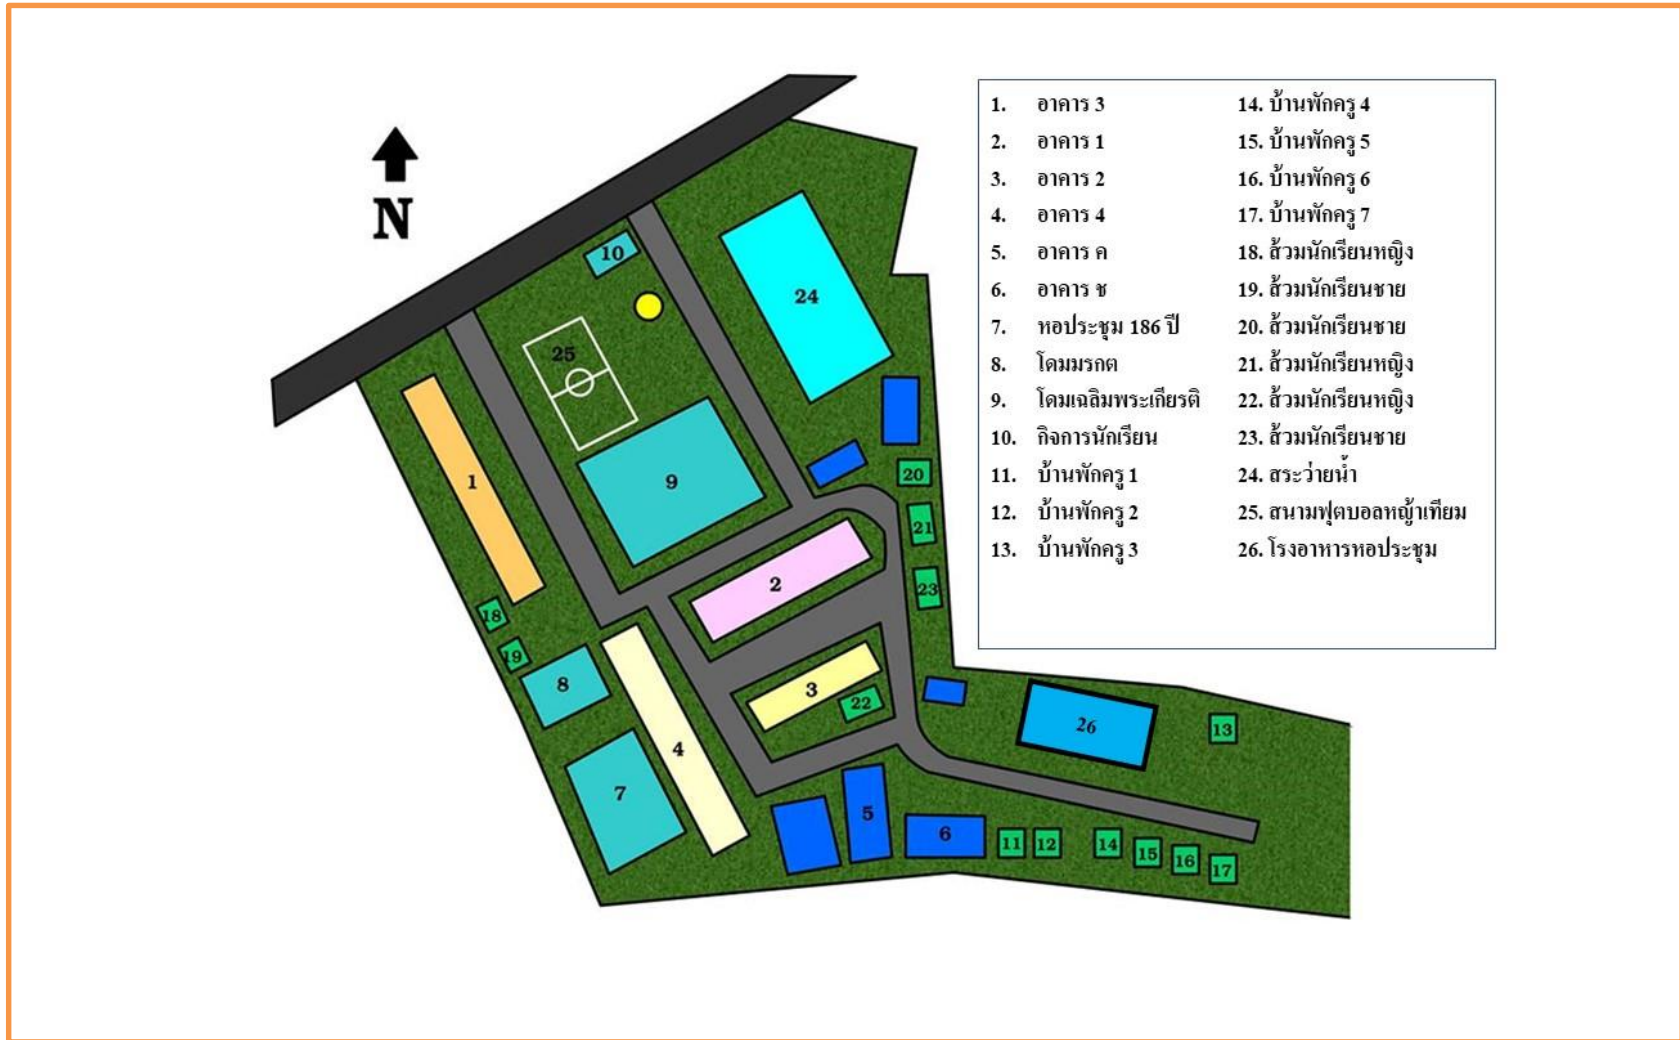 N
1. อาคาร 3
2. อาคาร 1
3. อาคาร 2
4. อาคาร 4
5. อาคาร ค
6. อาคาร ช
7. หอประชุม 186 ปี
8. โดมมรกต
9. โดมเฉลิมพระเกียรติ
10. กิจการนักเรียน
11. บ้านพักครู 1
12. บ้านพักครู 2
13. บ้านพักครู 3
14. บ้านพักครู 4
15. บ้านพักครู 5
16. บ้านพักครู 6
17. บ้านพักครู 7
18. ส้วมนักเรียนหญิง
19. ส้วมนักเรียนชาย
20. ส้วมนักเรียนชาย
21. ส้วมนักเรียนหญิง
22. ส้วมนักเรียนหญิง
23. ส้วมนักเรียนชาย
24. สระว่ายน้ำ
25. สนามฟุตบอลหญ้าเทียม
26. โรงอาหารหอประชุม
10
24
25
1
9
20
21
2
23
18
19
8
3
22
4
26
13
7
5
6
11
12
14
15
16
17